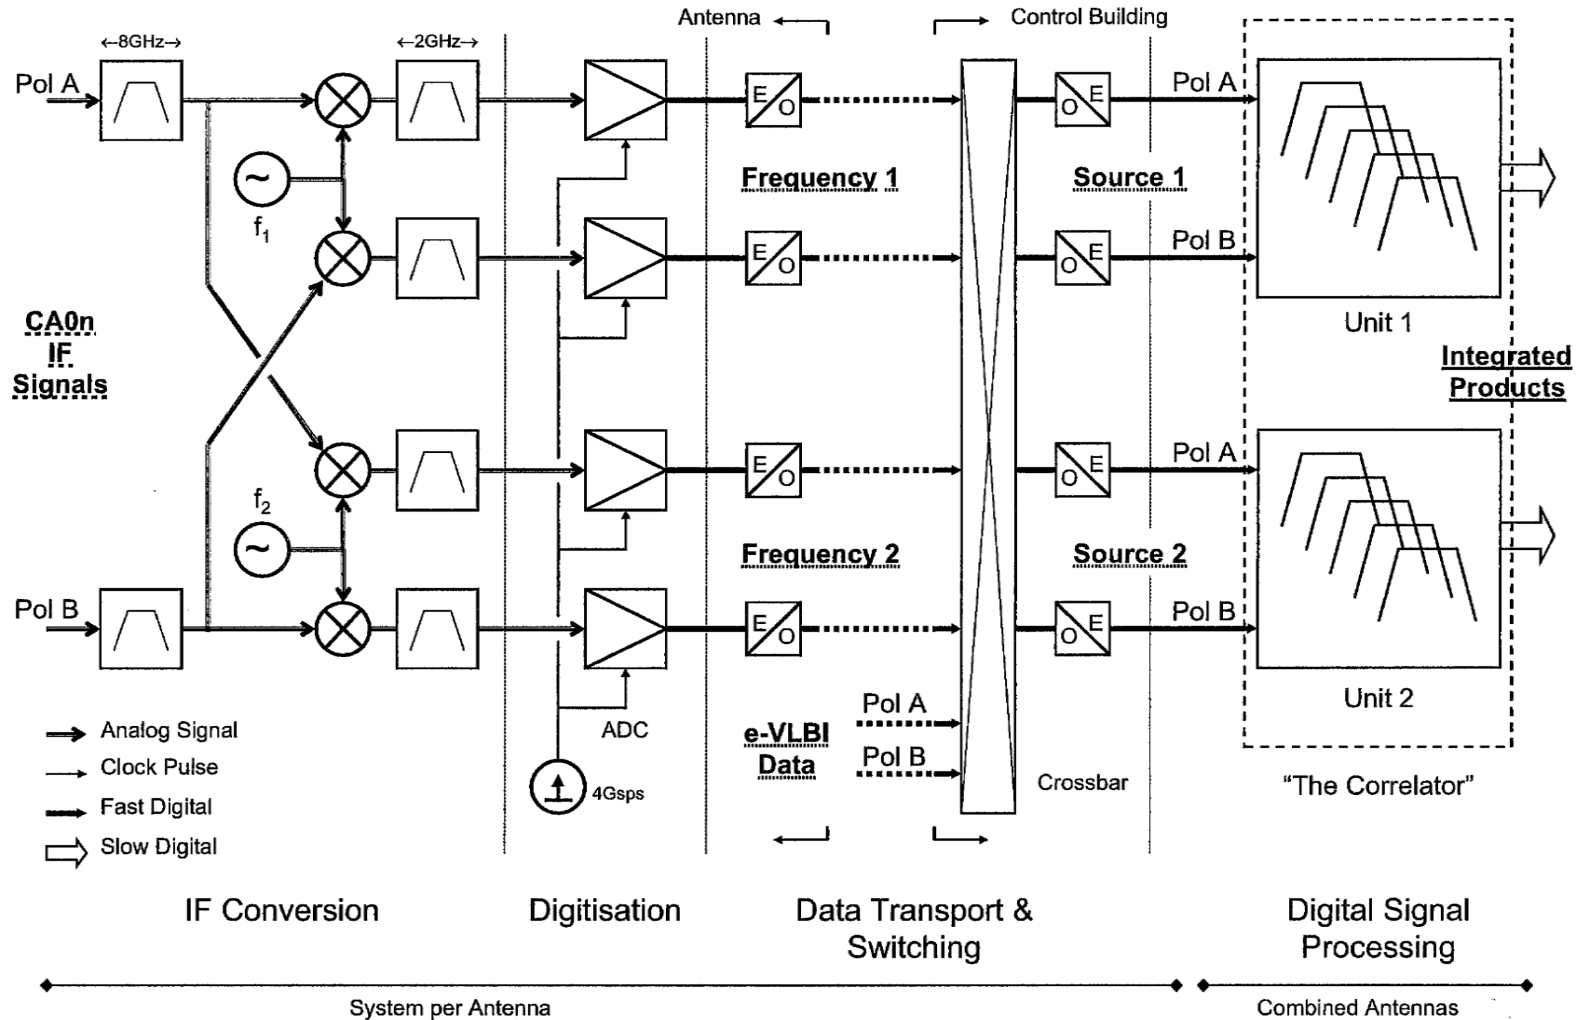 Antenna
Control Building
←8GHz→
←2GHz→
Pol A
E
O
O
E
Pol A
f1
Frequency 1
Source 1
E
O
O
E
Pol B
Unit 1
CA0n
IF
Signals
Integrated
Products
E
O
O
E
Pol A
f2
Frequency 2
Source 2
Pol B
E
O
O
E
Pol B
Unit 2
Analog Signal
Clock Pulse
Fast Digital
Slow Digital
ADC
4Gsps
Pol A
e-VLBI
Data
Pol B
Crossbar
"The Correlator"
IF Conversion
Digitisation
Data Transport &
Switching
Digital Signal
Processing
System per Antenna
Combined Antennas